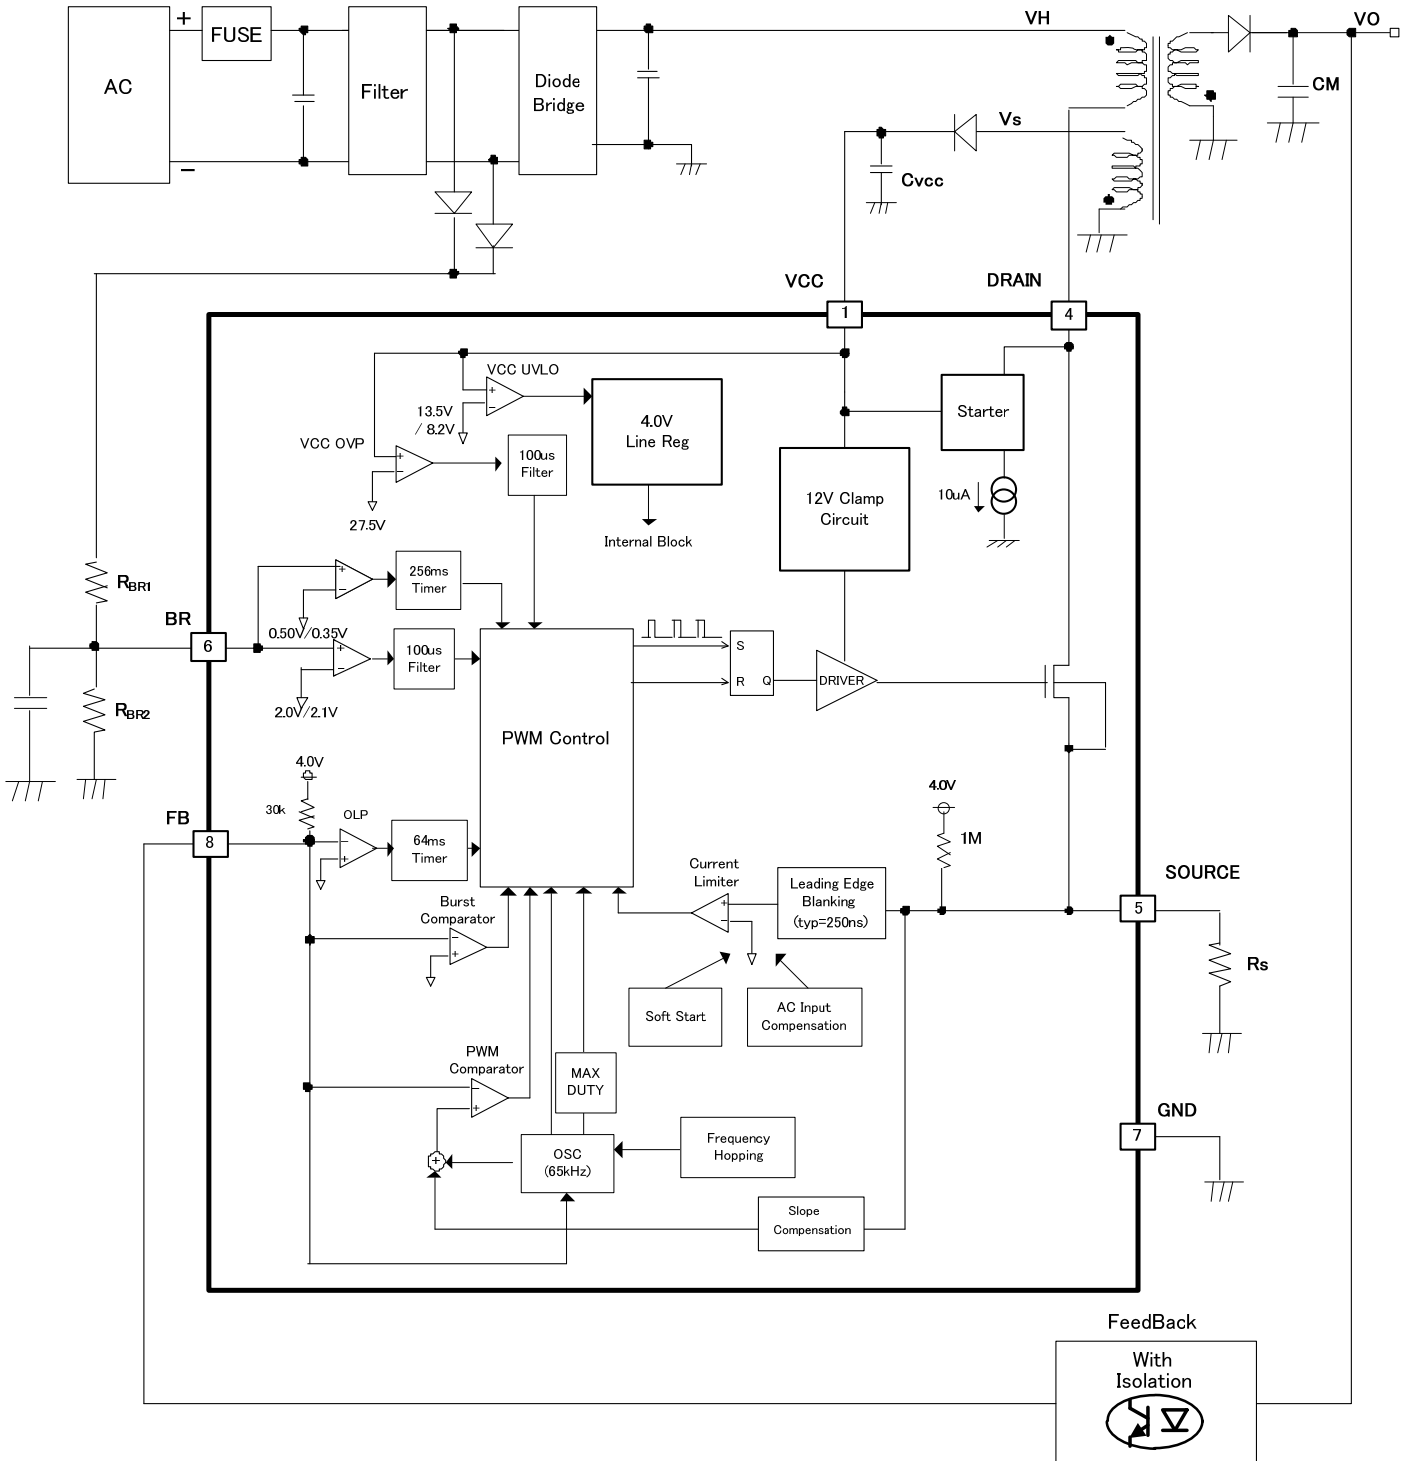 VH
VO
+
FUSE
AC
Filter
Diode
Bridge
CM
−
Vs
Cvcc
VCC
DRAIN
1
4
VCC UVLO
+
−
13.5V
/ 8.2V
4.0V
Line Reg
Starter
VCC OVP
+
−
100us
Filter
27.5V
12V Clamp
Circuit
10uA
Internal Block
RBR1
+
−
256ms
Timer
BR
6
0.50V/0.35V
+
−
100us
Filter
S
R
Q
DRIVER
RBR2
2.0V/2.1V
PWM Control
4.0V
30k
FB
8
OLP
−
+
64ms
Timer
4.0V
1M
Current
Limiter
+
−
Leading Edge
Blanking
(typ=250ns)
SOURCE
5
Burst
Comparator
−
+
Rs
Soft Start
AC Input
Compensation
PWM
Comparator
−
+
MAX
DUTY
GND
7
+
OSC
(65kHz)
Frequency
Hopping
Slope
Compensation
FeedBack
With
Isolation